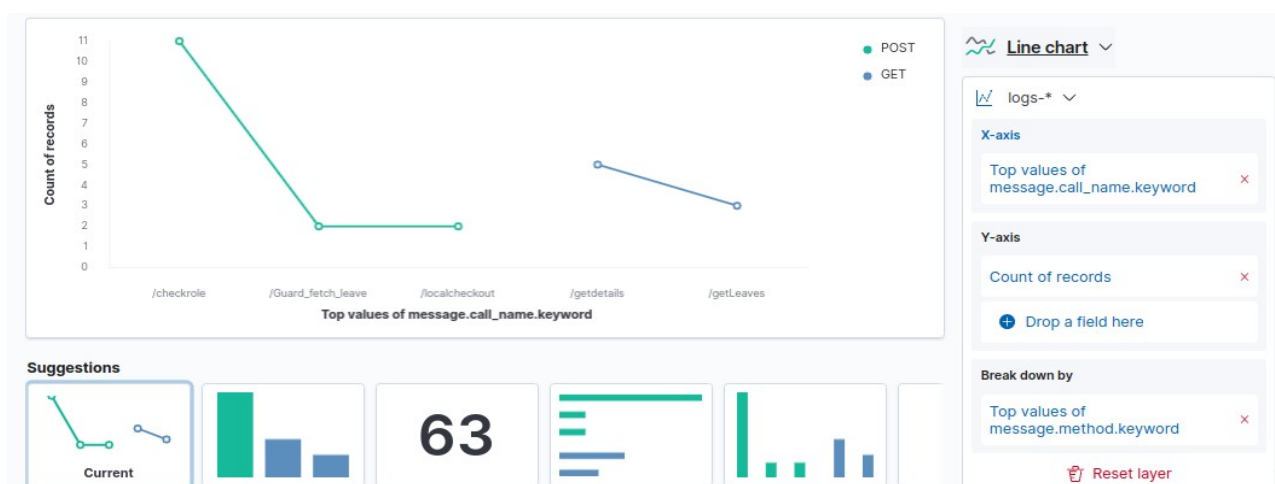 11
10
9
8
7
6
5
4
3
2
1
0
Count of records
/checkrole
/Guard_fetch_leave
/localcheckout
/getdetails
/getLeaves
Top values of message.call_name.keyword
POST
GET
Suggestions
Current
63
Line chart
logs-*
X-axis
Top values of
message.call_name.keyword
Y-axis
Count of records
Drop a field here
Break down by
Top values of
message.method.keyword
Reset layer